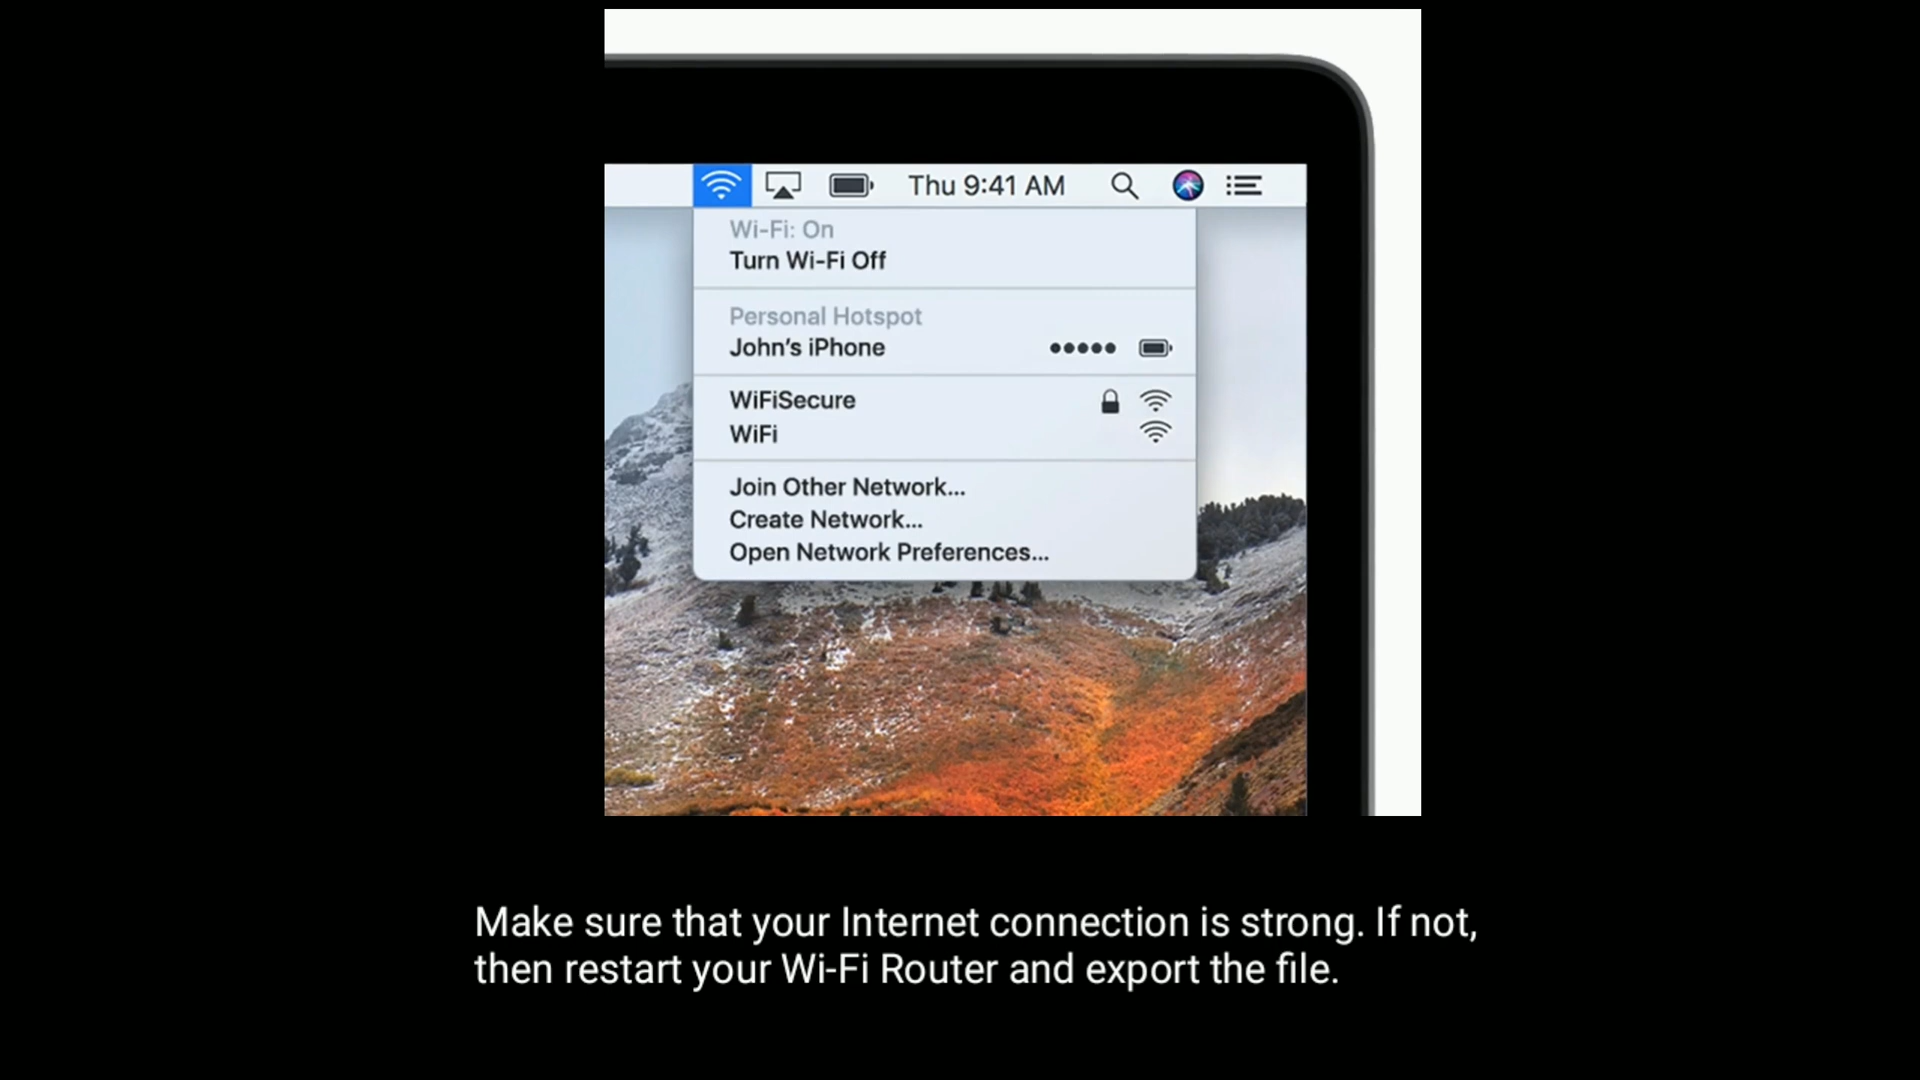 Thu 9:41 AM
Wi-Fi: On
Turn Wi-Fi Off
Personal Hotspot
John's iPhone
WiFiSecure
WiFi
Join Other Network...
Create Network...
Open Network Preferences...
Make sure that your Internet connection is strong. If not,
then restart your Wi-Fi Router and export the file.